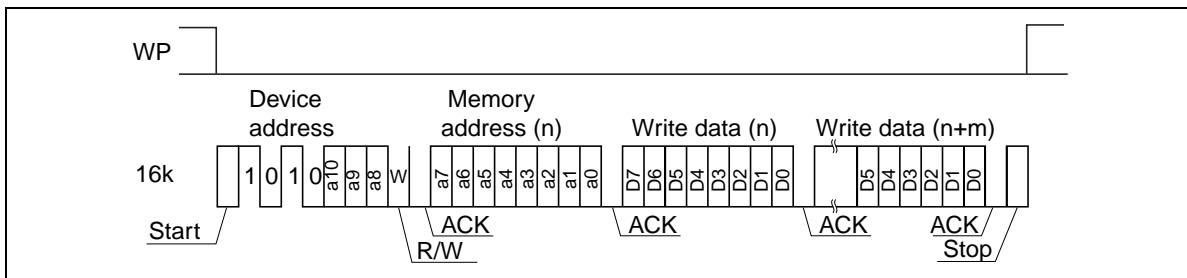 WP
Device
address
Memory
address (n)
Write data (n)
Write data (n+m)
16k
1 0 1 0 a10 a9 a8 W a7 a6 a5 a4 a3 a2 a1 a0 D7 D6 D5 D4 D3 D2 D1 D0 D5 D4 D3 D2 D1 D0
Start
R/W
ACK
ACK
ACK
ACK
Stop